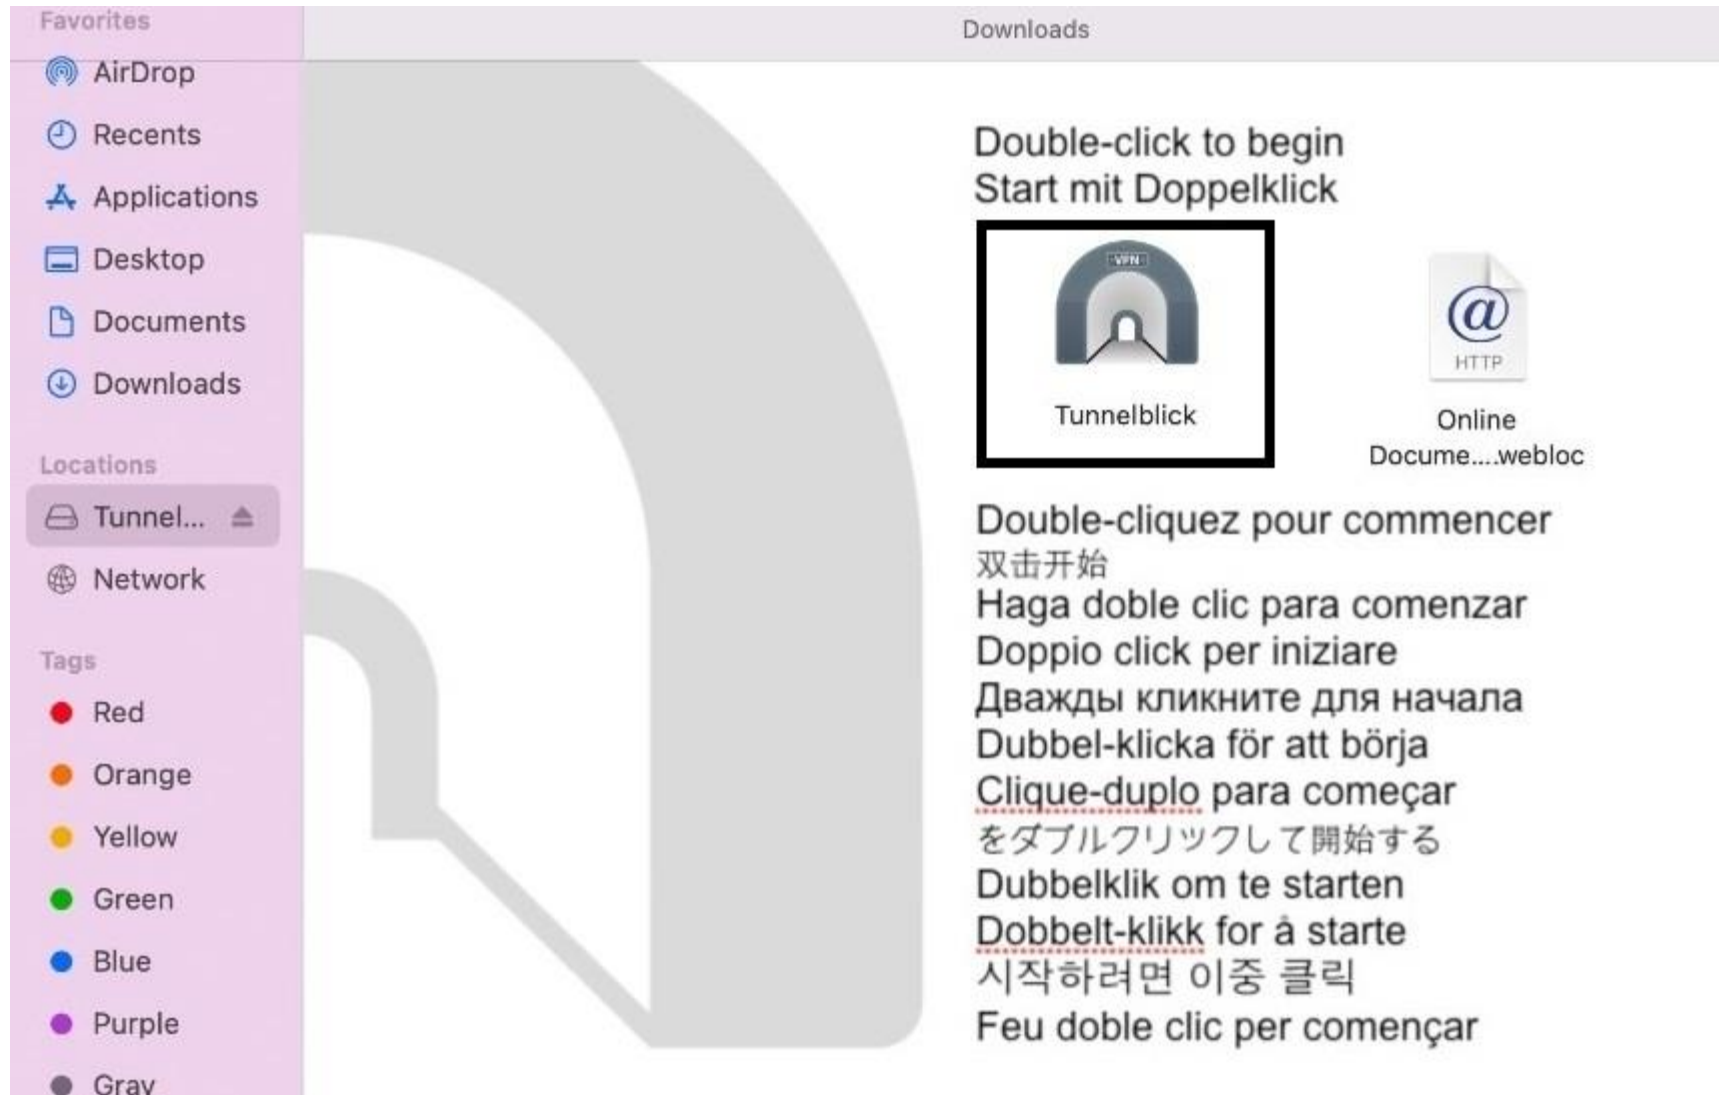 Favorites
AirDrop
Recents
Applications
Desktop
Documents
Downloads
Locations
Tunnel...
Network
Tags
Red
Orange
Yellow
Green
Blue
Purple
Gray
Downloads
Double-click to begin
Start mit Doppelklick
VPN
Tunnelblick
@
HTTP
Online
Docume....webloc
Double-cliquez pour commencer
双击开始
Haga doble clic para comenzar
Doppio click per iniziare
Дважды кликните для начала
Dubbel-klicka för att börja
Clique-duplo para começar
をダブルクリックして開始する
Dubbelklik om te starten
Dobbelt-klikk for å starte
시작하려면 이중 클릭
Feu doble clic per començar